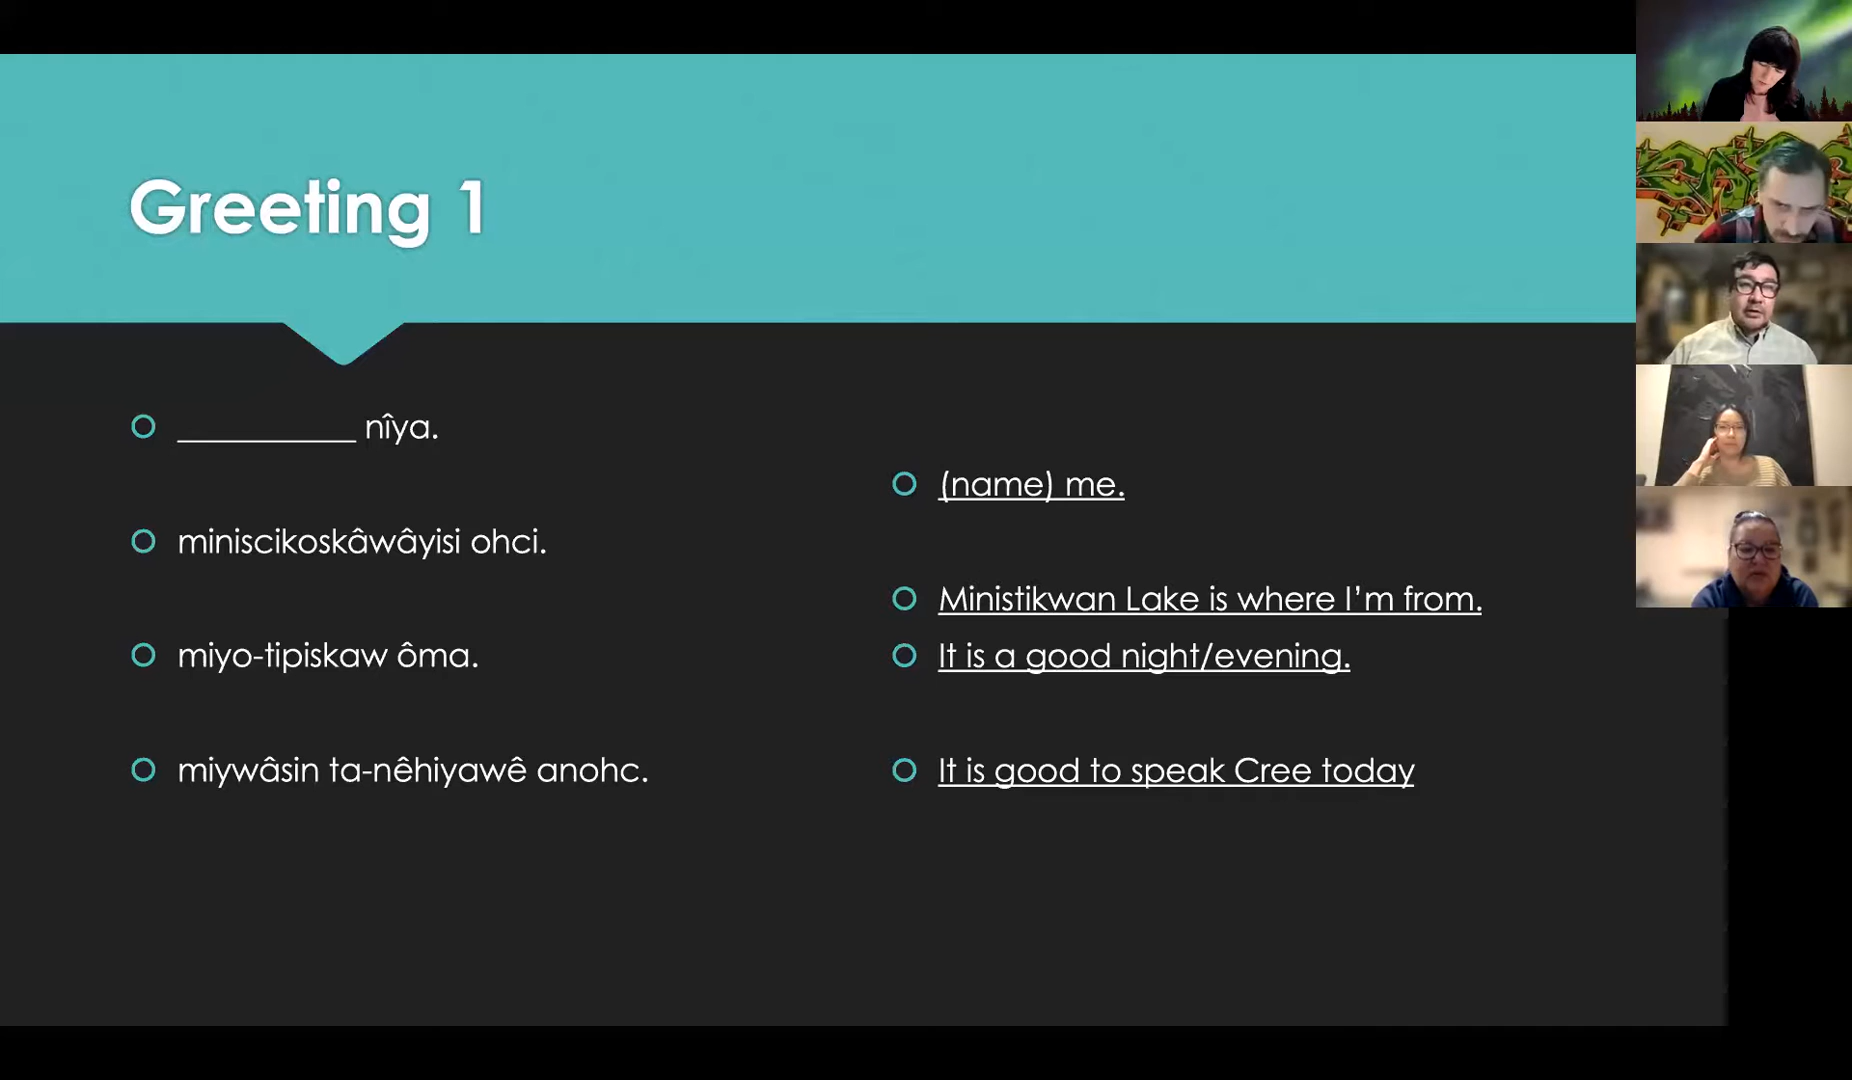 Greeting 1
__________ nîya.
miniscikoskâwâyisi ohci.
miyo-tipiskaw ôma.
miywâsin ta-nêhiyawê anohc.
(name) me.
Ministikwan Lake is where I’m from.
It is a good night/evening.
It is good to speak Cree today